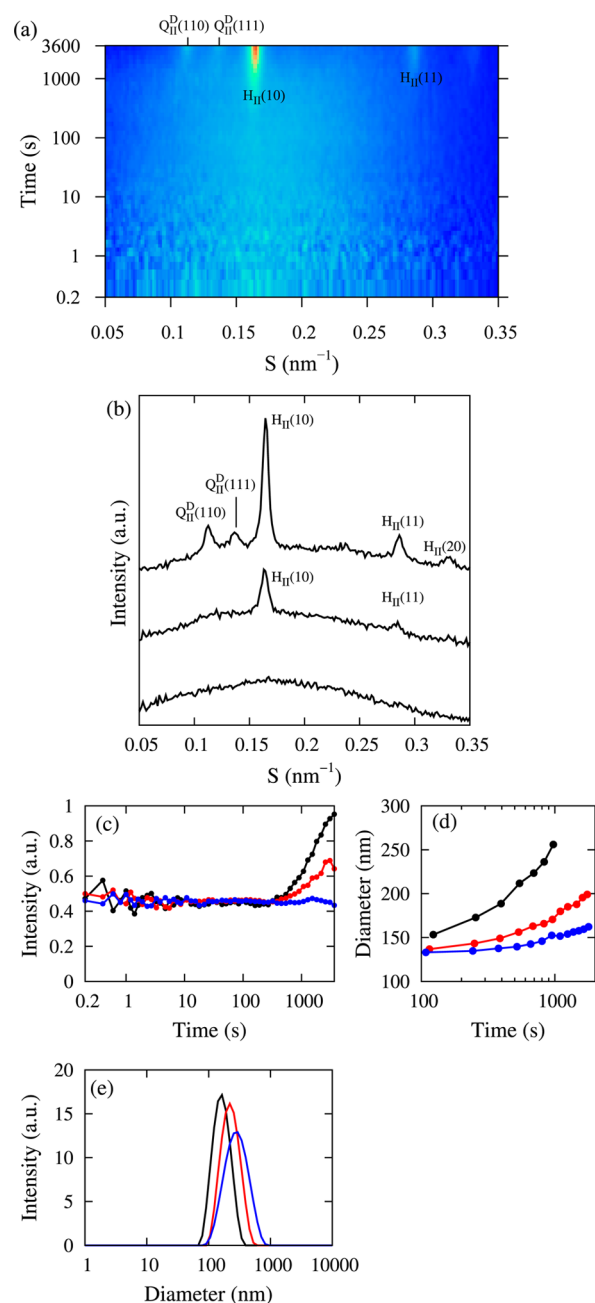 (a)
Q_II^D(110) Q_II^D(111)
3600
1000
100
10
1
0.2
Time (s)
H_II(10)
H_II(11)
0.05 0.1 0.15 0.2 0.25 0.3 0.35
S (nm⁻¹)
(b)
H_II(10)
Q_II^D(111)
Q_II^D(110)
H_II(11)
H_II(20)
H_II(10)
H_II(11)
Intensity (a.u.)
0.05 0.1 0.15 0.2 0.25 0.3 0.35
S (nm⁻¹)
(c)
1
0.8
0.6
0.4
0.2
0
Intensity (a.u.)
0.2 1 10 100 1000
Time (s)
(d)
300
250
200
150
100
Diameter (nm)
100 1000
Time (s)
(e)
20
15
10
5
0
Intensity (a.u.)
1 10 100 1000 10000
Diameter (nm)